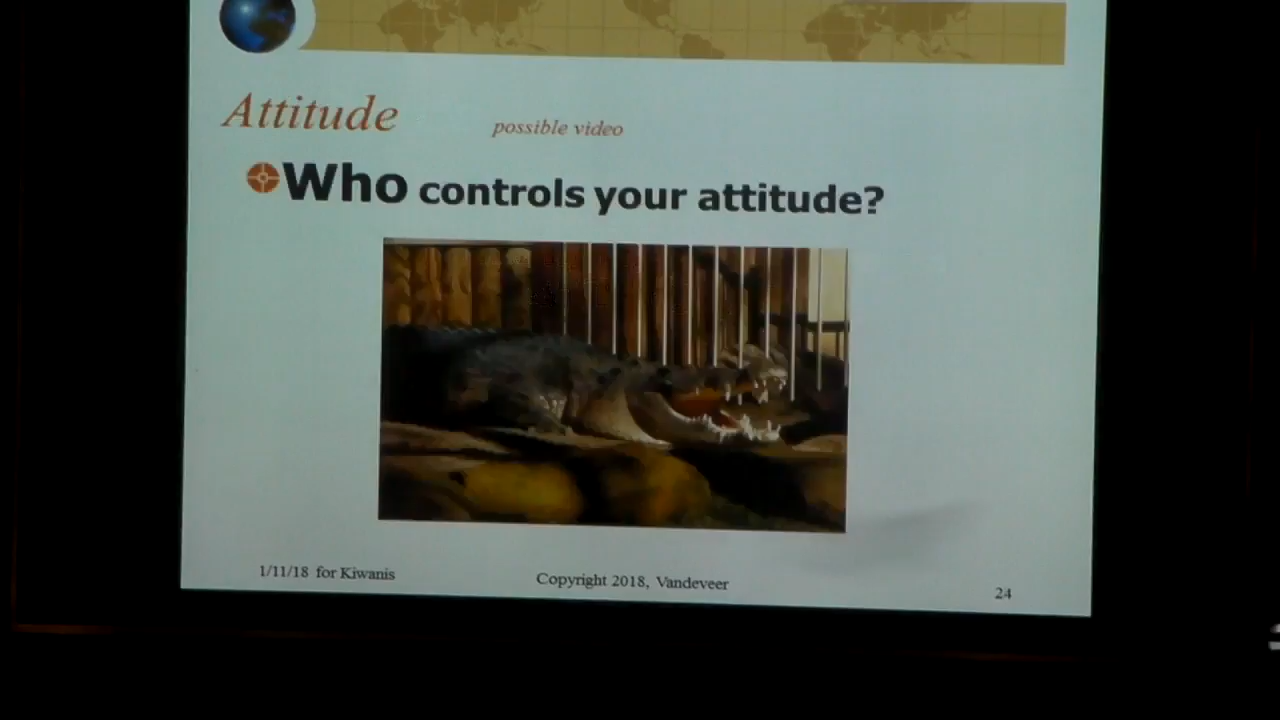 Attitude possible video
Who controls your attitude?
1/11/18 for Kiwanis Copyright 2018, Vandeveer 24